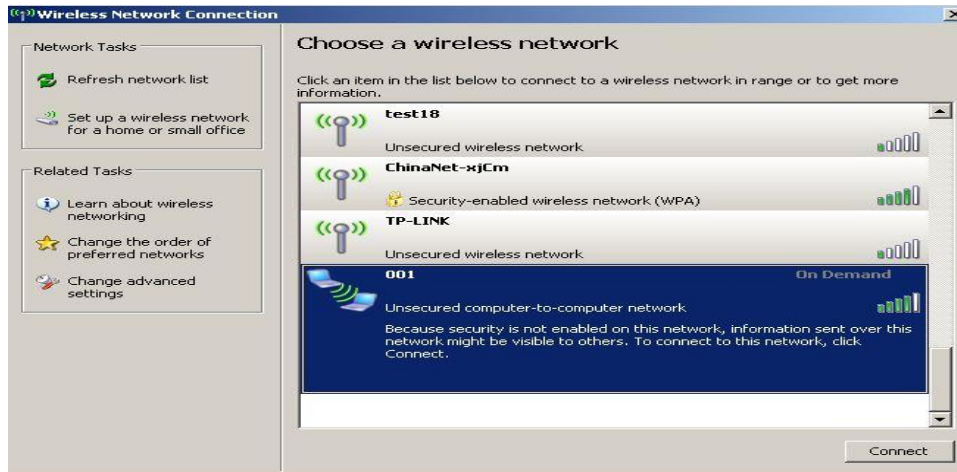 Wireless Network Connection
Network Tasks
Refresh network list
Set up a wireless network
for a home or small office
Related Tasks
Learn about wireless
networking
Change the order of
preferred networks
Change advanced
settings
Choose a wireless network
Click an item in the list below to connect to a wireless network in range or to get more
information.
test18
Unsecured wireless network
ChinaNet-xjCm
Security-enabled wireless network (WPA)
TP-LINK
Unsecured wireless network
001 On Demand
Unsecured computer-to-computer network
Because security is not enabled on this network, information sent over this
network might be visible to others. To connect to this network, click
Connect.
Connect